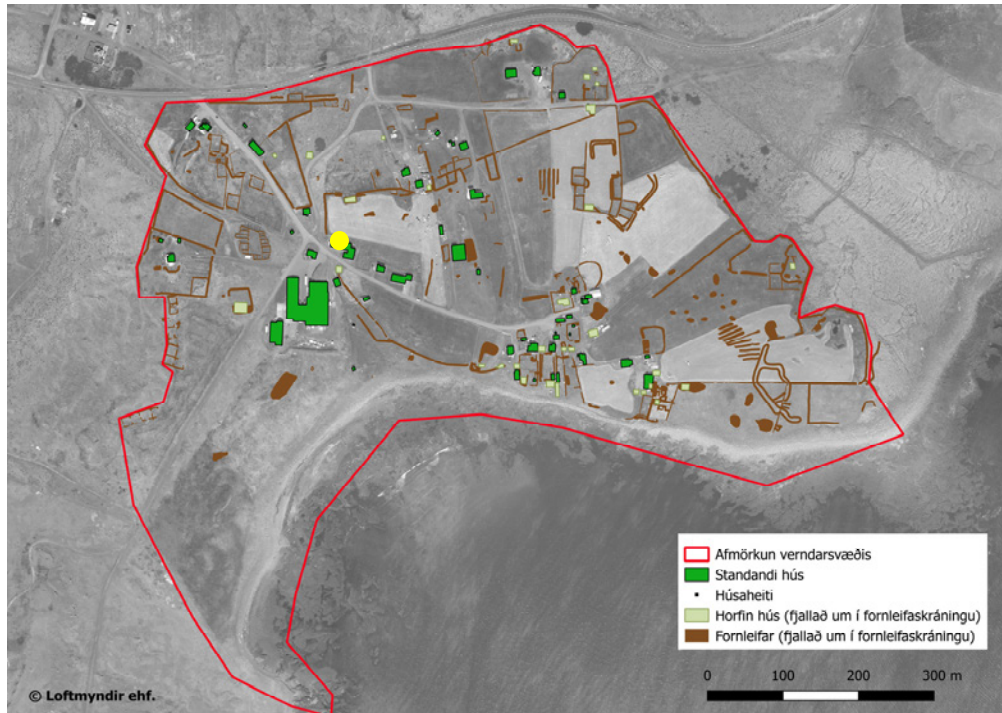 Afmörkun verndarsvæðis
Standandi hús
Húsaheiti
Horfin hús (fjallað um í fornleifaskráningu)
Fornleifar (fjallað um í fornleifaskráningu)
0 100 200 300 m
© Loftmyndir ehf.